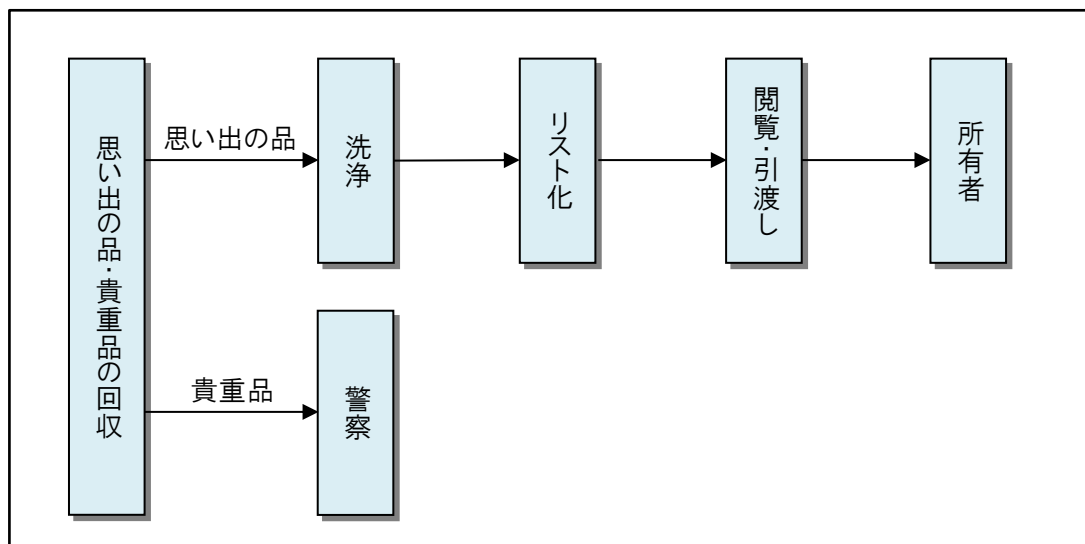 思い出の品・貴重品の回収
思い出の品
洗浄
リスト化
閲覧・引渡し
所有者
貴重品
警察